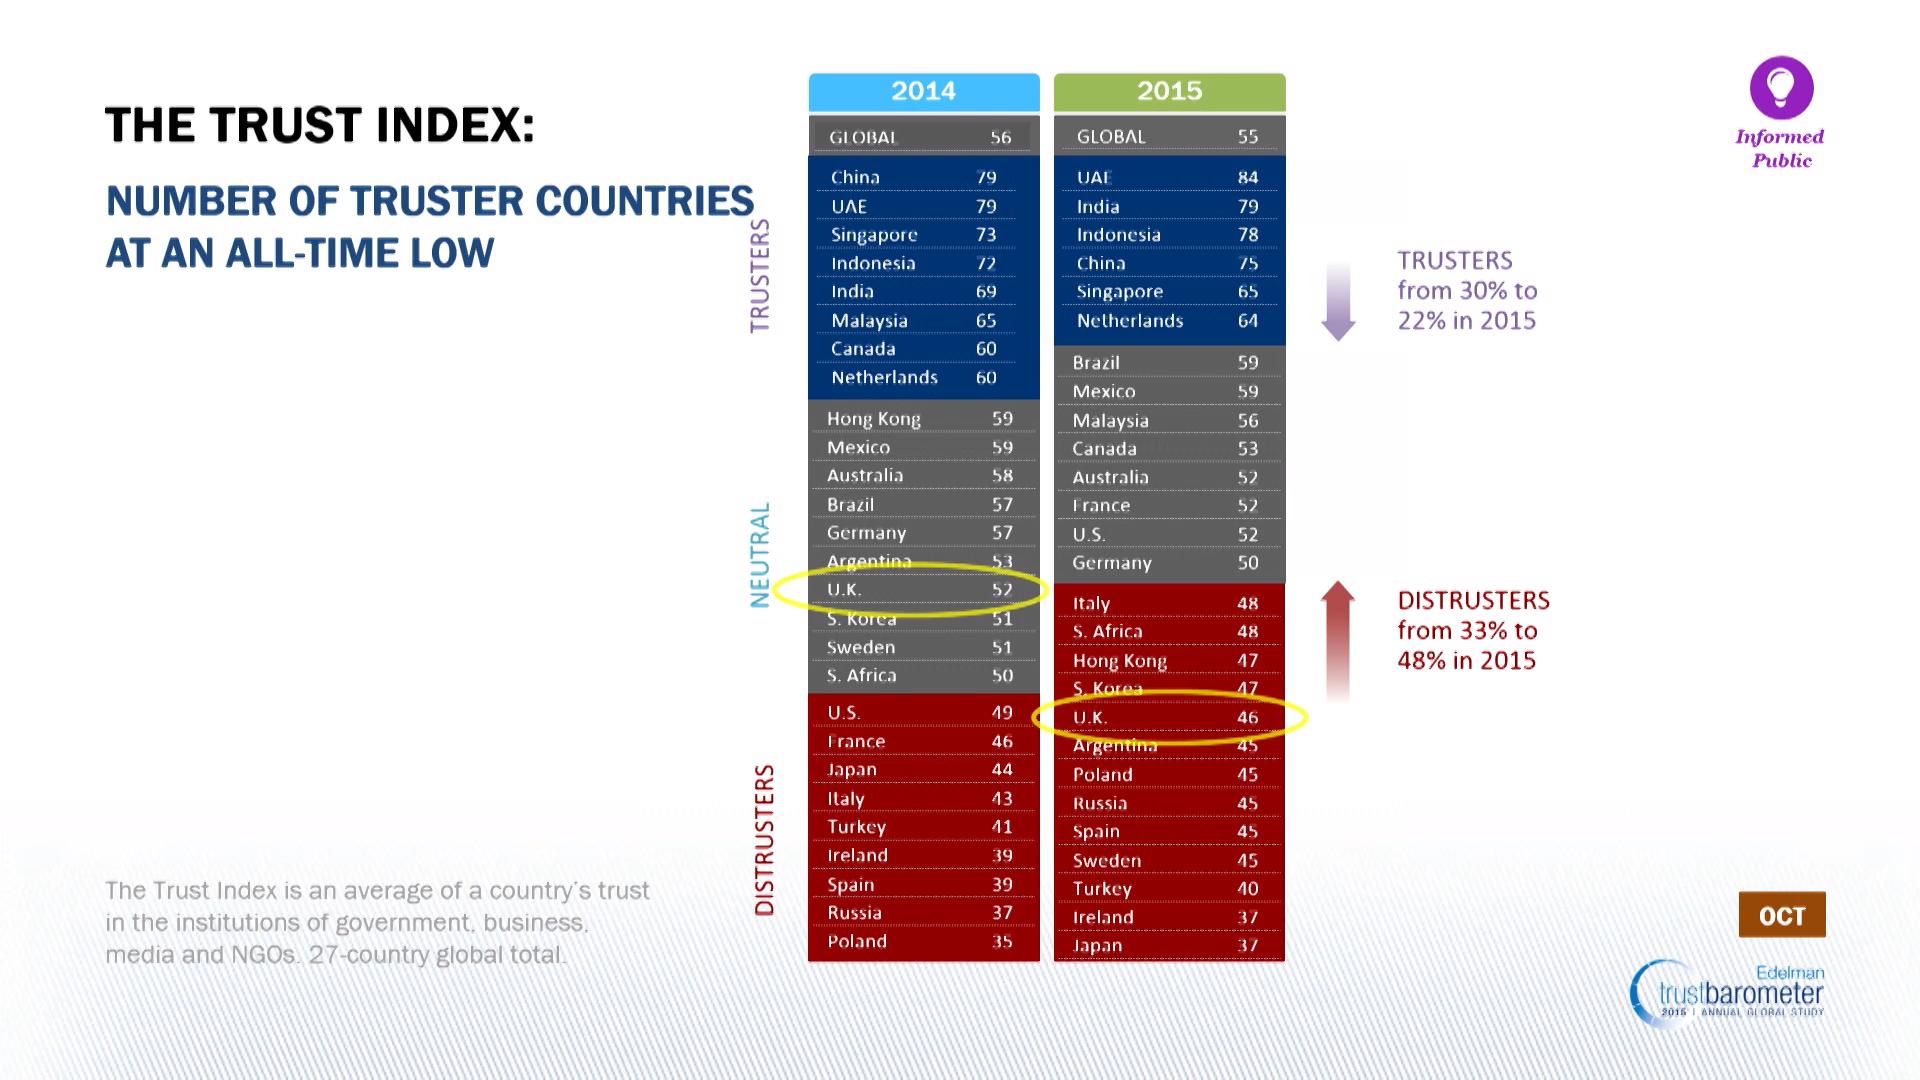 THE TRUST INDEX:
NUMBER OF TRUSTER COUNTRIES
AT AN ALL-TIME LOW
2014
GLOBAL 56
TRUSTERS
China 79
UAE 79
Singapore 73
Indonesia 72
India 69
Malaysia 65
Canada 60
Netherlands 60
NEUTRAL
Hong Kong 59
Mexico 59
Australia 58
Brazil 57
Germany 57
Argentina 53
U.K. 52
S. Korea 51
Sweden 51
S. Africa 50
DISTRUSTERS
U.S. 49
France 46
Japan 44
Italy 43
Turkey 41
Ireland 39
Spain 39
Russia 37
Poland 35
2015
GLOBAL 55
UAE 84
India 79
Indonesia 78
China 75
Singapore 65
Netherlands 64
Brazil 59
Mexico 59
Malaysia 56
Canada 53
Australia 52
France 52
U.S. 52
Germany 50
Italy 48
S. Africa 48
Hong Kong 47
S. Korea 47
U.K. 46
Argentina 45
Poland 45
Russia 45
Spain 45
Sweden 45
Turkey 40
Ireland 37
Japan 37
Informed
Public
TRUSTERS
from 30% to
22% in 2015
DISTRUSTERS
from 33% to
48% in 2015
The Trust Index is an average of a country's trust
in the institutions of government, business,
media and NGOs. 27-country global total.
OCT
Edelman
trustbarometer
2015 | ANNUAL GLOBAL STUDY